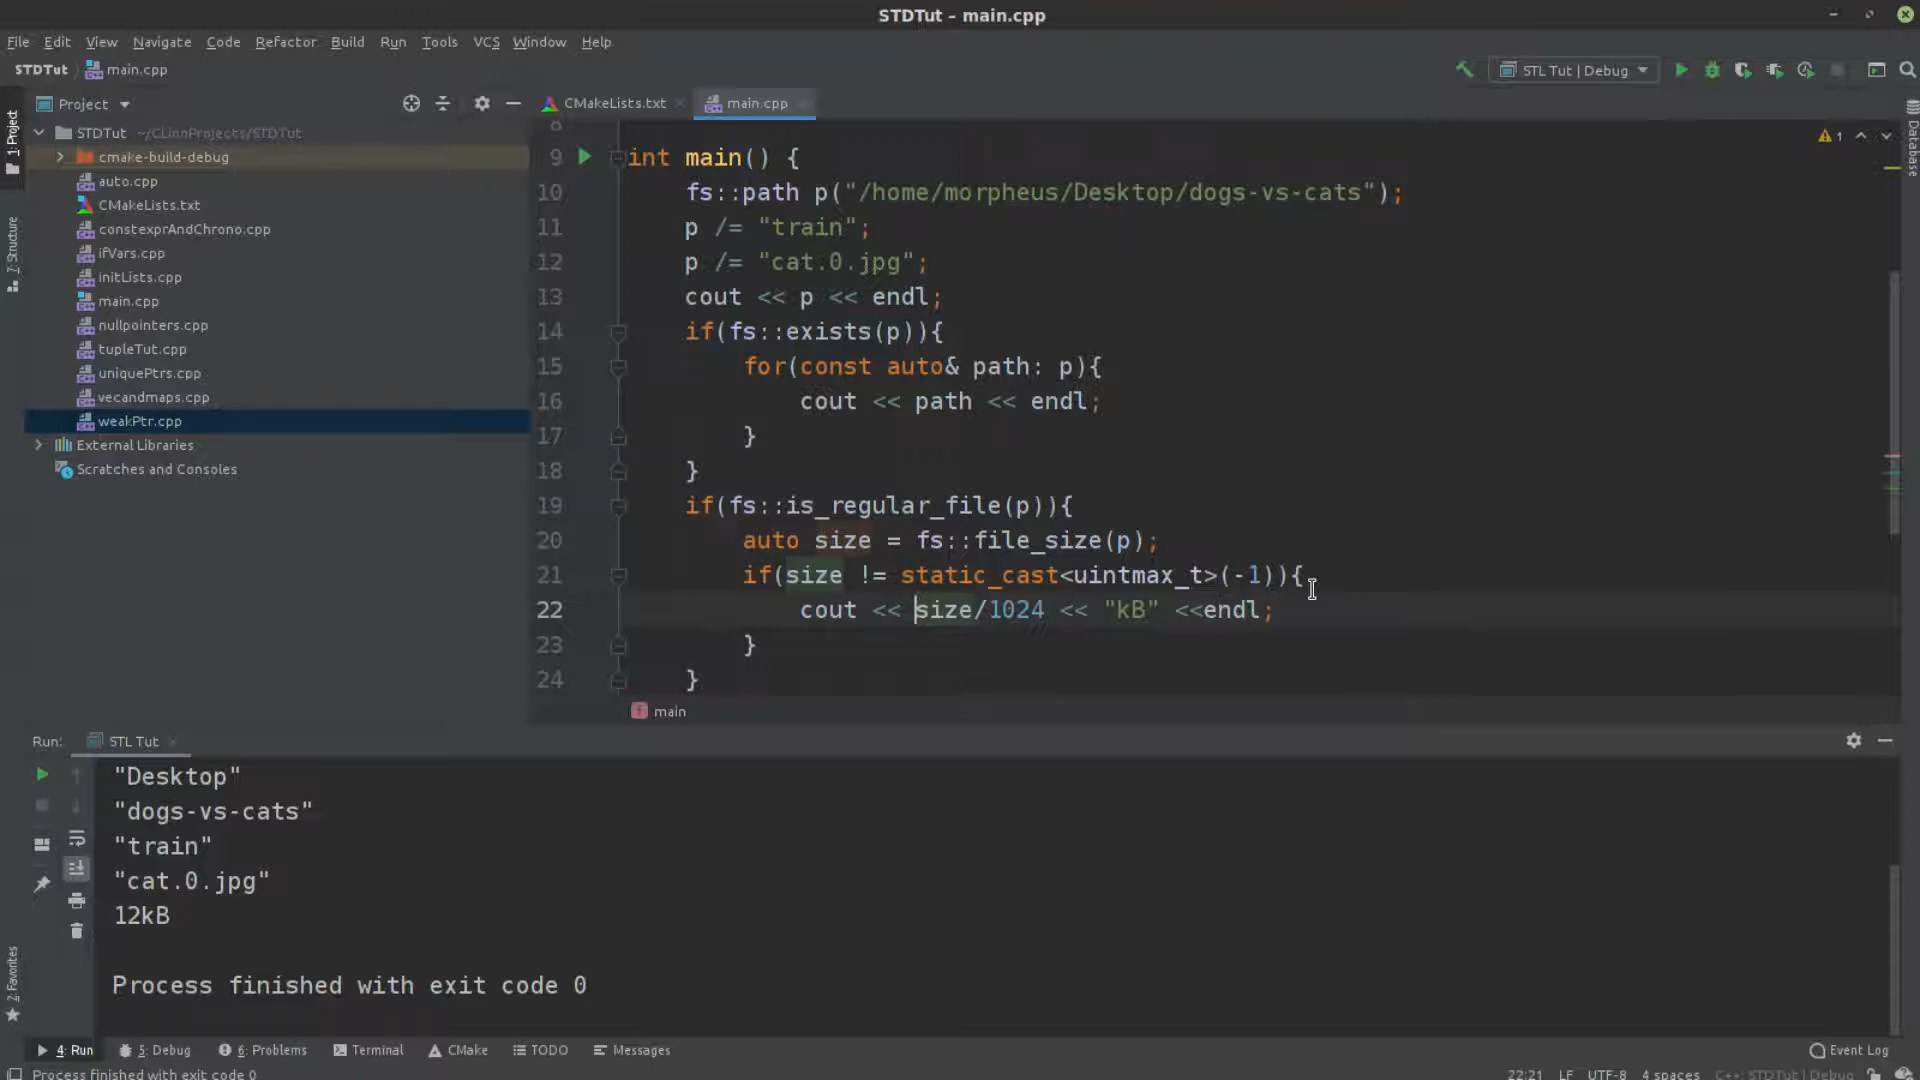 STDTut – main.cpp
File Edit View Navigate Code Refactor Build Run Tools VCS Window Help
STDTut main.cpp
STL Tut | Debug
Project
CMakeLists.txt
main.cpp
1: Project
7: Structure
2: Favorites
Database
STDTut ~/CLionProjects/STDTut
cmake-build-debug
auto.cpp
CMakeLists.txt
constexprAndChrono.cpp
ifVars.cpp
initLists.cpp
main.cpp
nullpointers.cpp
tupleTut.cpp
uniquePtrs.cpp
vecandmaps.cpp
weakPtr.cpp
External Libraries
Scratches and Consoles
1
8
9 int main() {
10 fs::path p("/home/morpheus/Desktop/dogs-vs-cats");
11 p /= "train";
12 p /= "cat.0.jpg";
13 cout << p << endl;
14 if(fs::exists(p)){
15 for(const auto& path: p){
16 cout << path << endl;
17 }
18 }
19 if(fs::is_regular_file(p)){
20 auto size = fs::file_size(p);
21 if(size != static_cast<uintmax_t>(-1)){
22 cout << size/1024 << "kB" <<endl;
23 }
24 }
f main
Run: STL Tut
"Desktop"
"dogs-vs-cats"
"train"
"cat.0.jpg"
12kB
Process finished with exit code 0
4: Run 5: Debug 6: Problems Terminal CMake TODO Messages Event Log
Process finished with exit code 0
22:21 LF UTF-8 4 spaces C++: STDTut | Debug